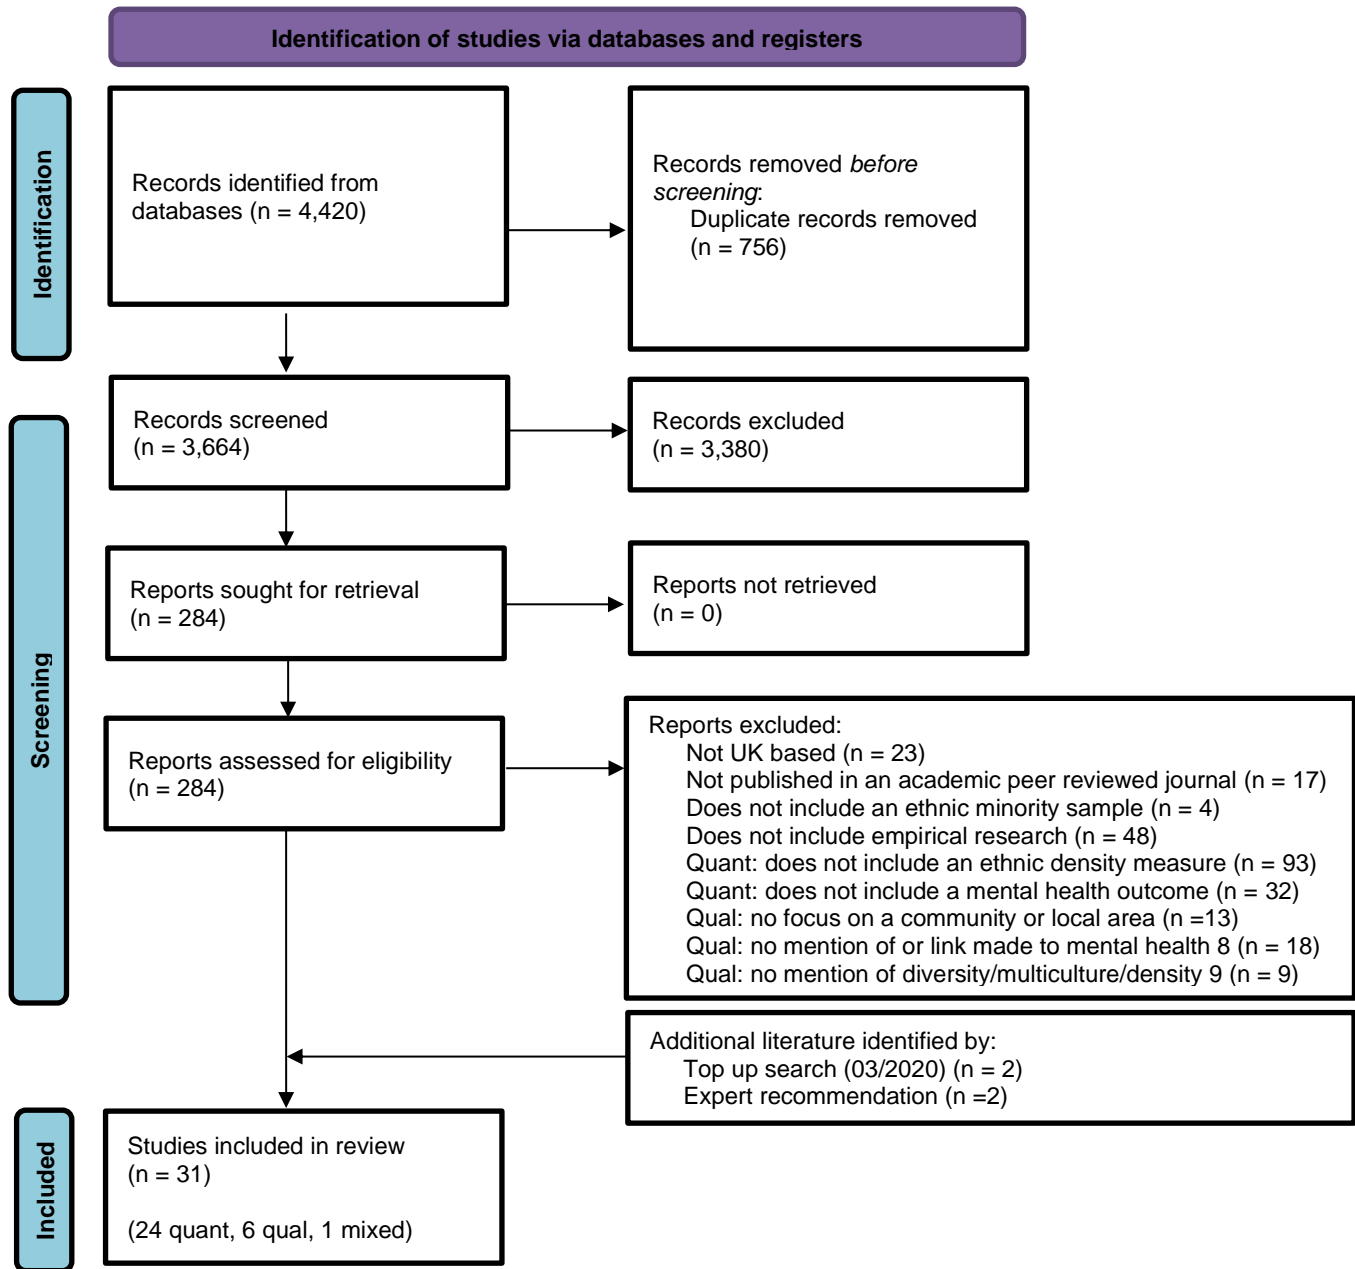 Identification of studies via databases and registers
Identification
Records identified from
databases (n = 4,420)
Records removed before
screening:
Duplicate records removed
(n = 756)
Screening
Records screened
(n = 3,664)
Records excluded
(n = 3,380)
Reports sought for retrieval
(n = 284)
Reports not retrieved
(n = 0)
Reports assessed for eligibility
(n = 284)
Reports excluded:
Not UK based (n = 23)
Not published in an academic peer reviewed journal (n = 17)
Does not include an ethnic minority sample (n = 4)
Does not include empirical research (n = 48)
Quant: does not include an ethnic density measure (n = 93)
Quant: does not include a mental health outcome (n = 32)
Qual: no focus on a community or local area (n =13)
Qual: no mention of or link made to mental health 8 (n = 18)
Qual: no mention of diversity/multiculture/density 9 (n = 9)
Additional literature identified by:
Top up search (03/2020) (n = 2)
Expert recommendation (n =2)
Included
Studies included in review
(n = 31)
(24 quant, 6 qual, 1 mixed)